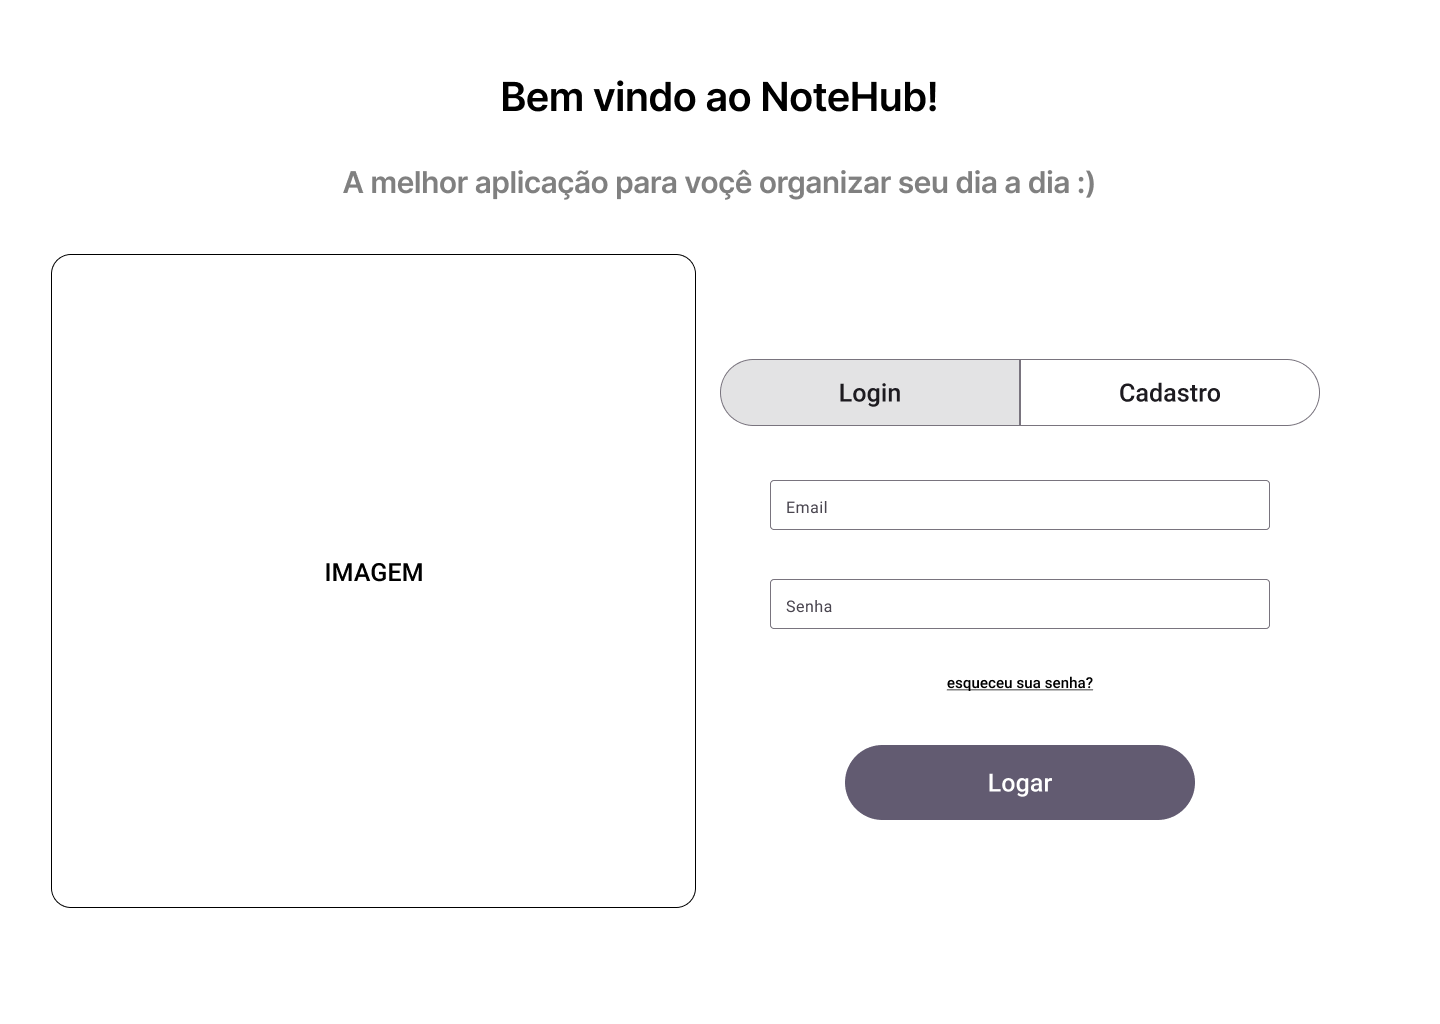 Bem vindo ao NoteHub!
A melhor aplicação para voçê organizar seu dia a dia :)
IMAGEM
Login
Cadastro
Email
Senha
esqueceu sua senha?
Logar